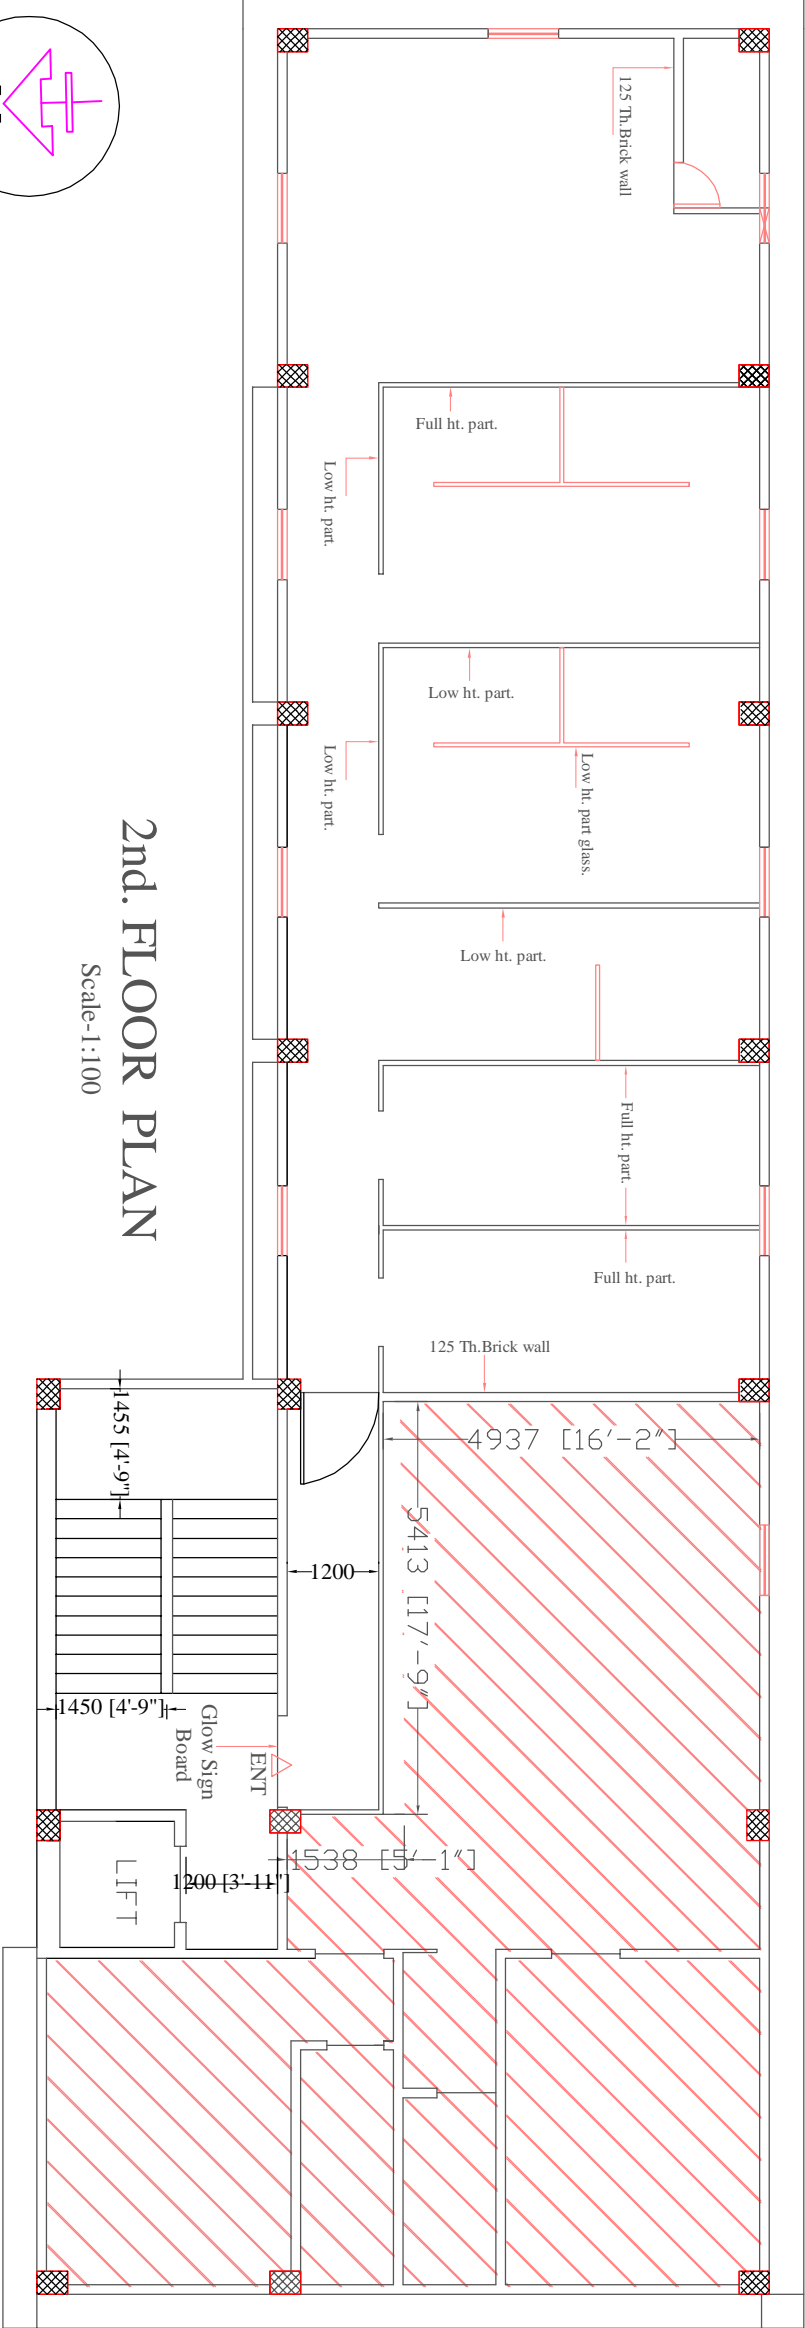 125 Th.Brick wall
Full ht. part.
Low ht. part.
Low ht. part.
Low ht. part.
Low ht. part glass.
Low ht. part.
Full ht. part.
Full ht. part.
125 Th.Brick wall
2nd. FLOOR PLAN
Scale-1:100
1455 [4'-9"]
4937 [16'-2"]
5413 [17'-9"]
1200
1450 [4'-9"]
Glow Sign
Board
ENT
1538 [5'-1"]
1200 [3'-11"]
LIFT